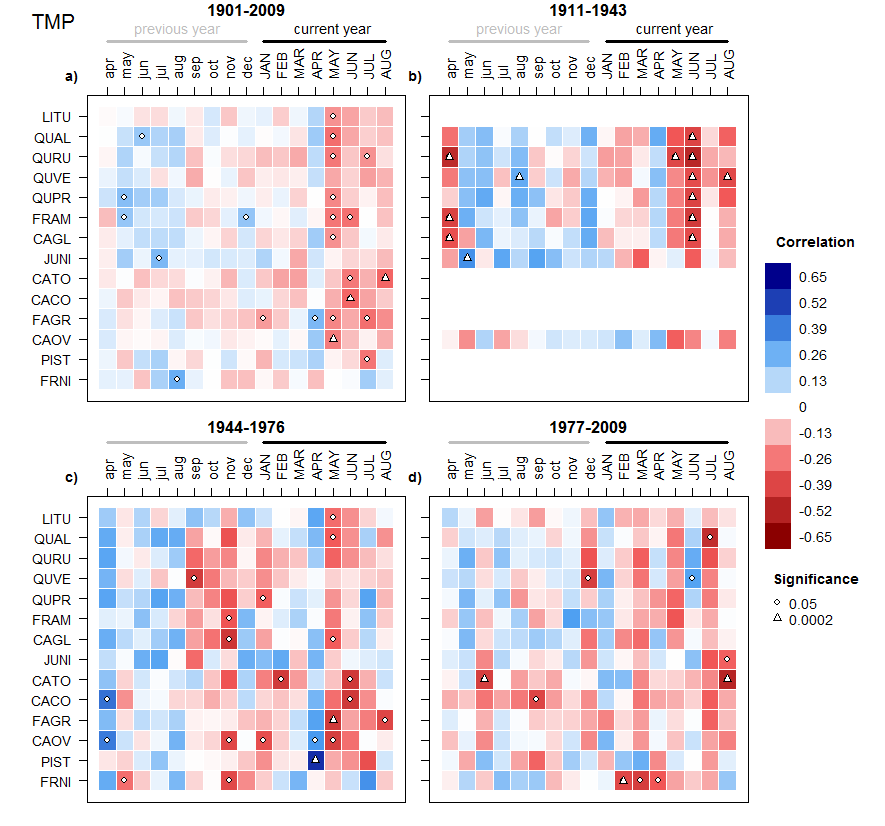 TMP
1901-2009
1911-1943
previous year
current year
previous year
current year
a)
apr may jun jul aug sep oct nov dec JAN FEB MAR APR MAY JUN JUL AUG
b)
apr may jun jul aug sep oct nov dec JAN FEB MAR APR MAY JUN JUL AUG
LITU
QUAL
QURU
QUVE
QUPR
FRAM
CAGL
JUNI
CATO
CACO
FAGR
CAOV
PIST
FRNI
Correlation
0.65
0.52
0.39
0.26
0.13
0
-0.13
-0.26
-0.39
-0.52
-0.65
Significance
0.05
0.0002
1944-1976
1977-2009
c)
apr may jun jul aug sep oct nov dec JAN FEB MAR APR MAY JUN JUL AUG
d)
apr may jun jul aug sep oct nov dec JAN FEB MAR APR MAY JUN JUL AUG
LITU
QUAL
QURU
QUVE
QUPR
FRAM
CAGL
JUNI
CATO
CACO
FAGR
CAOV
PIST
FRNI